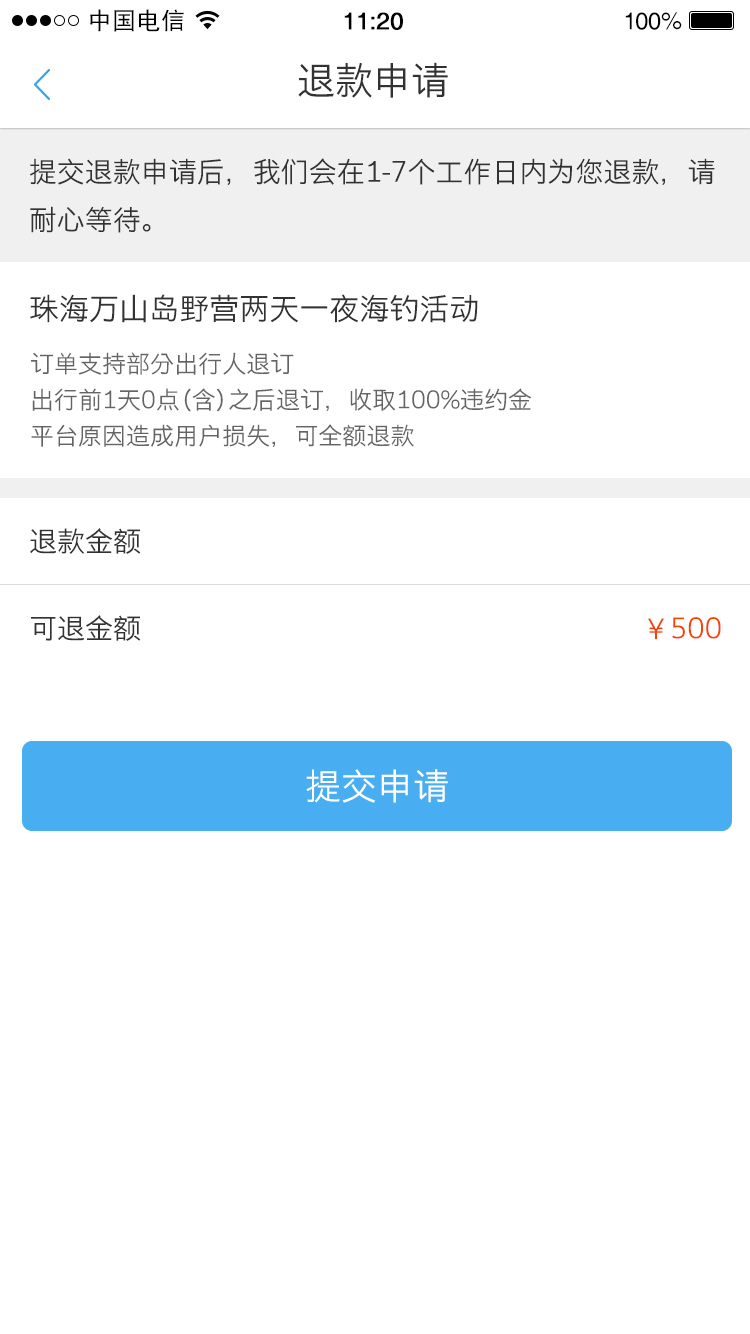 中国电信 11:20 100%
退款申请
提交退款申请后，我们会在1-7个工作日内为您退款，请
耐心等待。
珠海万山岛野营两天一夜海钓活动
订单支持部分出行人退订
出行前1天0点(含)之后退订，收取100%违约金
平台原因造成用户损失，可全额退款
退款金额
可退金额 ￥500
提交申请